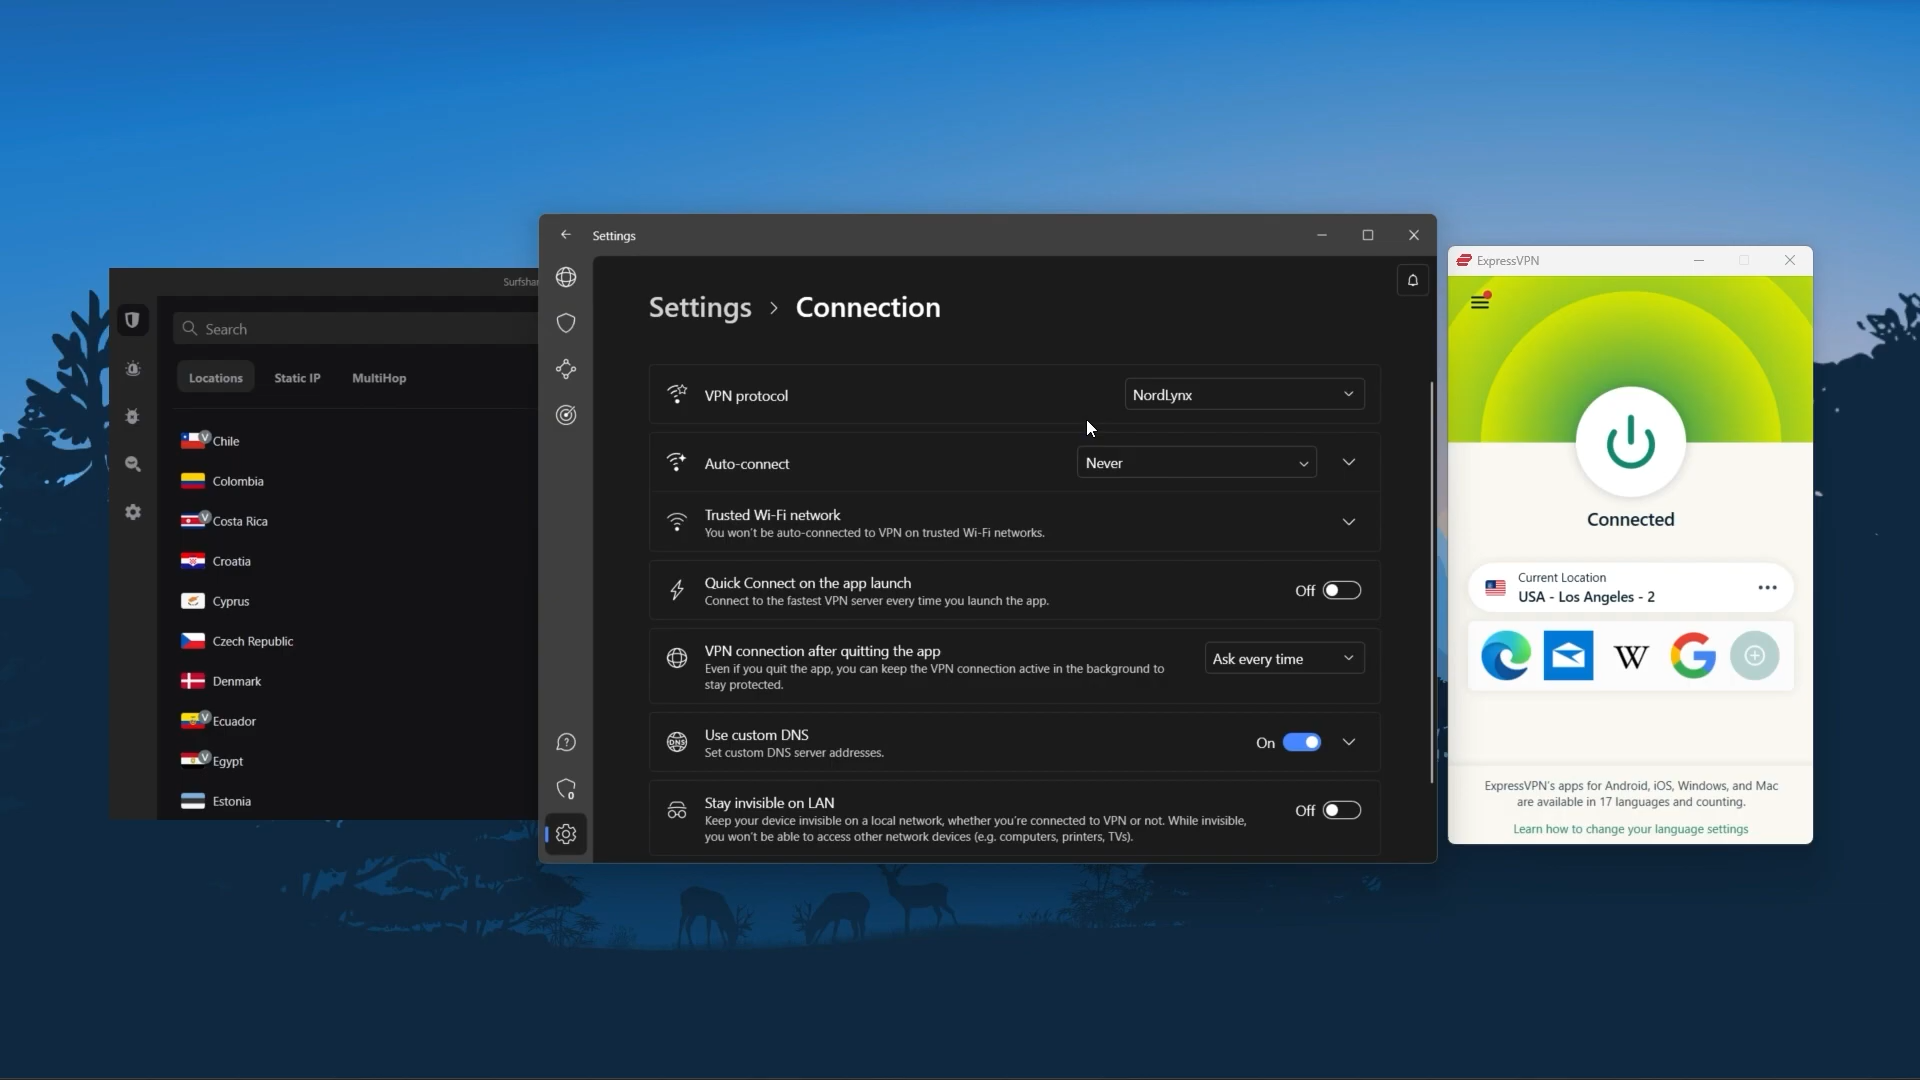 Surfshar
Search
Locations
Static IP
MultiHop
V
Chile
Colombia
V
Costa Rica
Croatia
Cyprus
Czech Republic
Denmark
V
Ecuador
V
Egypt
Estonia
Settings
Settings > Connection
VPN protocol
NordLynx
Auto-connect
Never
Trusted Wi-Fi network
You won't be auto-connected to VPN on trusted Wi-Fi networks.
Quick Connect on the app launch
Connect to the fastest VPN server every time you launch the app.
Off
VPN connection after quitting the app
Even if you quit the app, you can keep the VPN connection active in the background to
stay protected.
Ask every time
DNS
Use custom DNS
Set custom DNS server addresses.
On
Stay invisible on LAN
Keep your device invisible on a local network, whether you're connected to VPN or not. While invisible,
you won't be able to access other network devices (e.g. computers, printers, TVs).
Off
ExpressVPN
Connected
Current Location
USA - Los Angeles - 2
W
G
ExpressVPN's apps for Android, iOS, Windows, and Mac
are available in 17 languages and counting.
Learn how to change your language settings